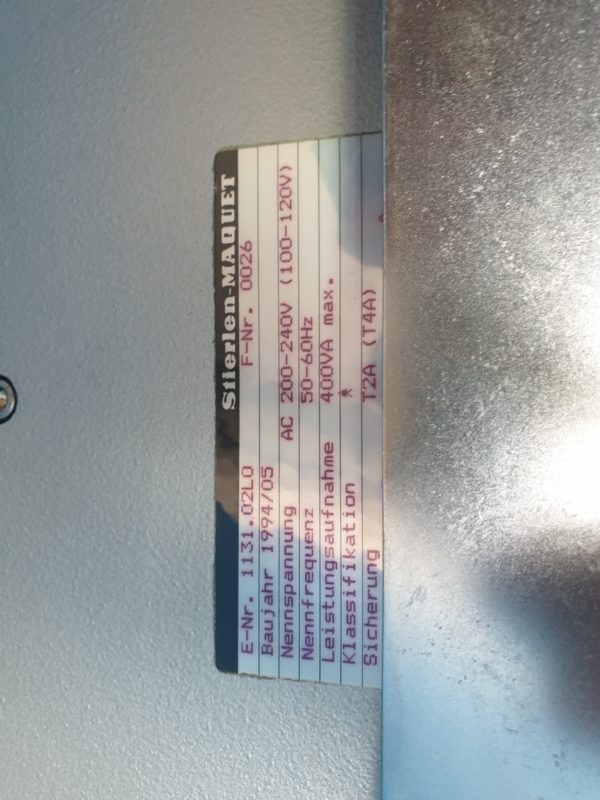 Stierlen-MAQUET
E-Nr. 1131.02L0 F-Nr. 0026
Baujahr 1994/05
Nennspannung AC 200-240V (100-120V)
Nennfrequenz 50-60Hz
Leistungsaufnahme 400VA max.
Klassifikation
Sicherung T2A (T4A)